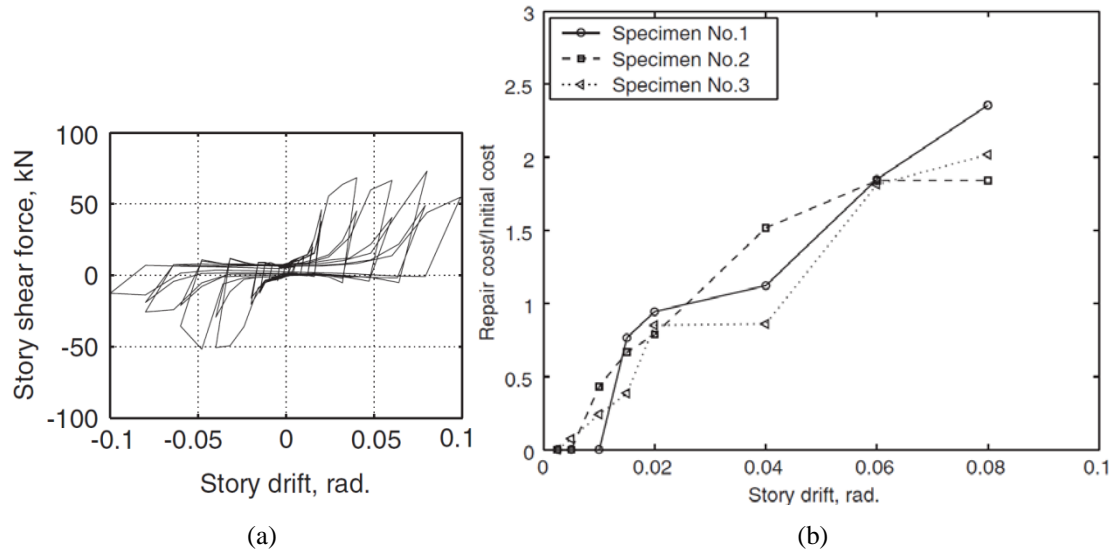 100
50
0
-50
-100
Story shear force, kN
-0.1 -0.05 0 0.05 0.1
Story drift, rad.
(a)
3
2.5
2
1.5
1
0.5
0
Repair cost/Initial cost
Specimen No.1
Specimen No.2
Specimen No.3
0 0.02 0.04 0.06 0.08 0.1
Story drift, rad.
(b)